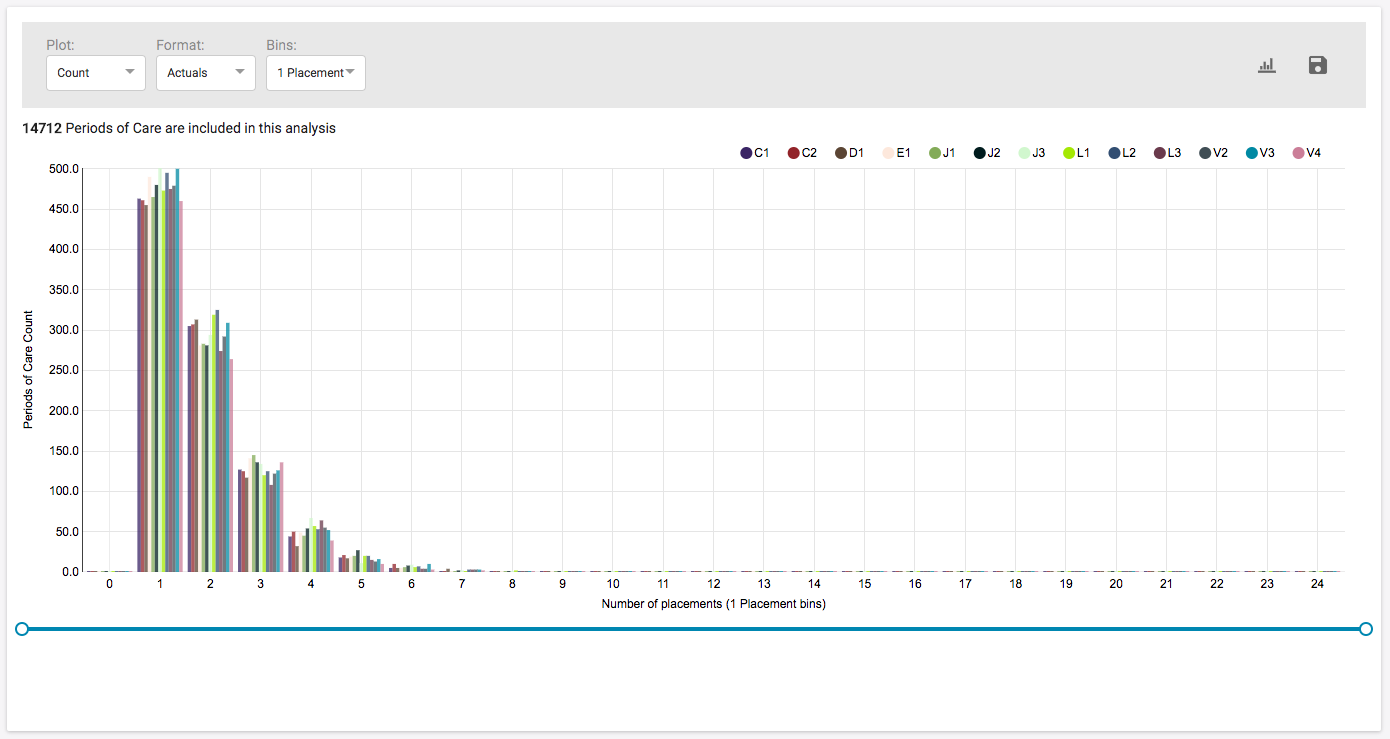 Plot: Format: Bins:
Count Actuals 1 Placement
14712 Periods of Care are included in this analysis
C1 C2 D1 E1 J1 J2 J3 L1 L2 L3 V2 V3 V4
500.0
450.0
400.0
350.0
300.0
250.0
200.0
150.0
100.0
50.0
0.0
Periods of Care Count
0 1 2 3 4 5 6 7 8 9 10 11 12 13 14 15 16 17 18 19 20 21 22 23 24
Number of placements (1 Placement bins)